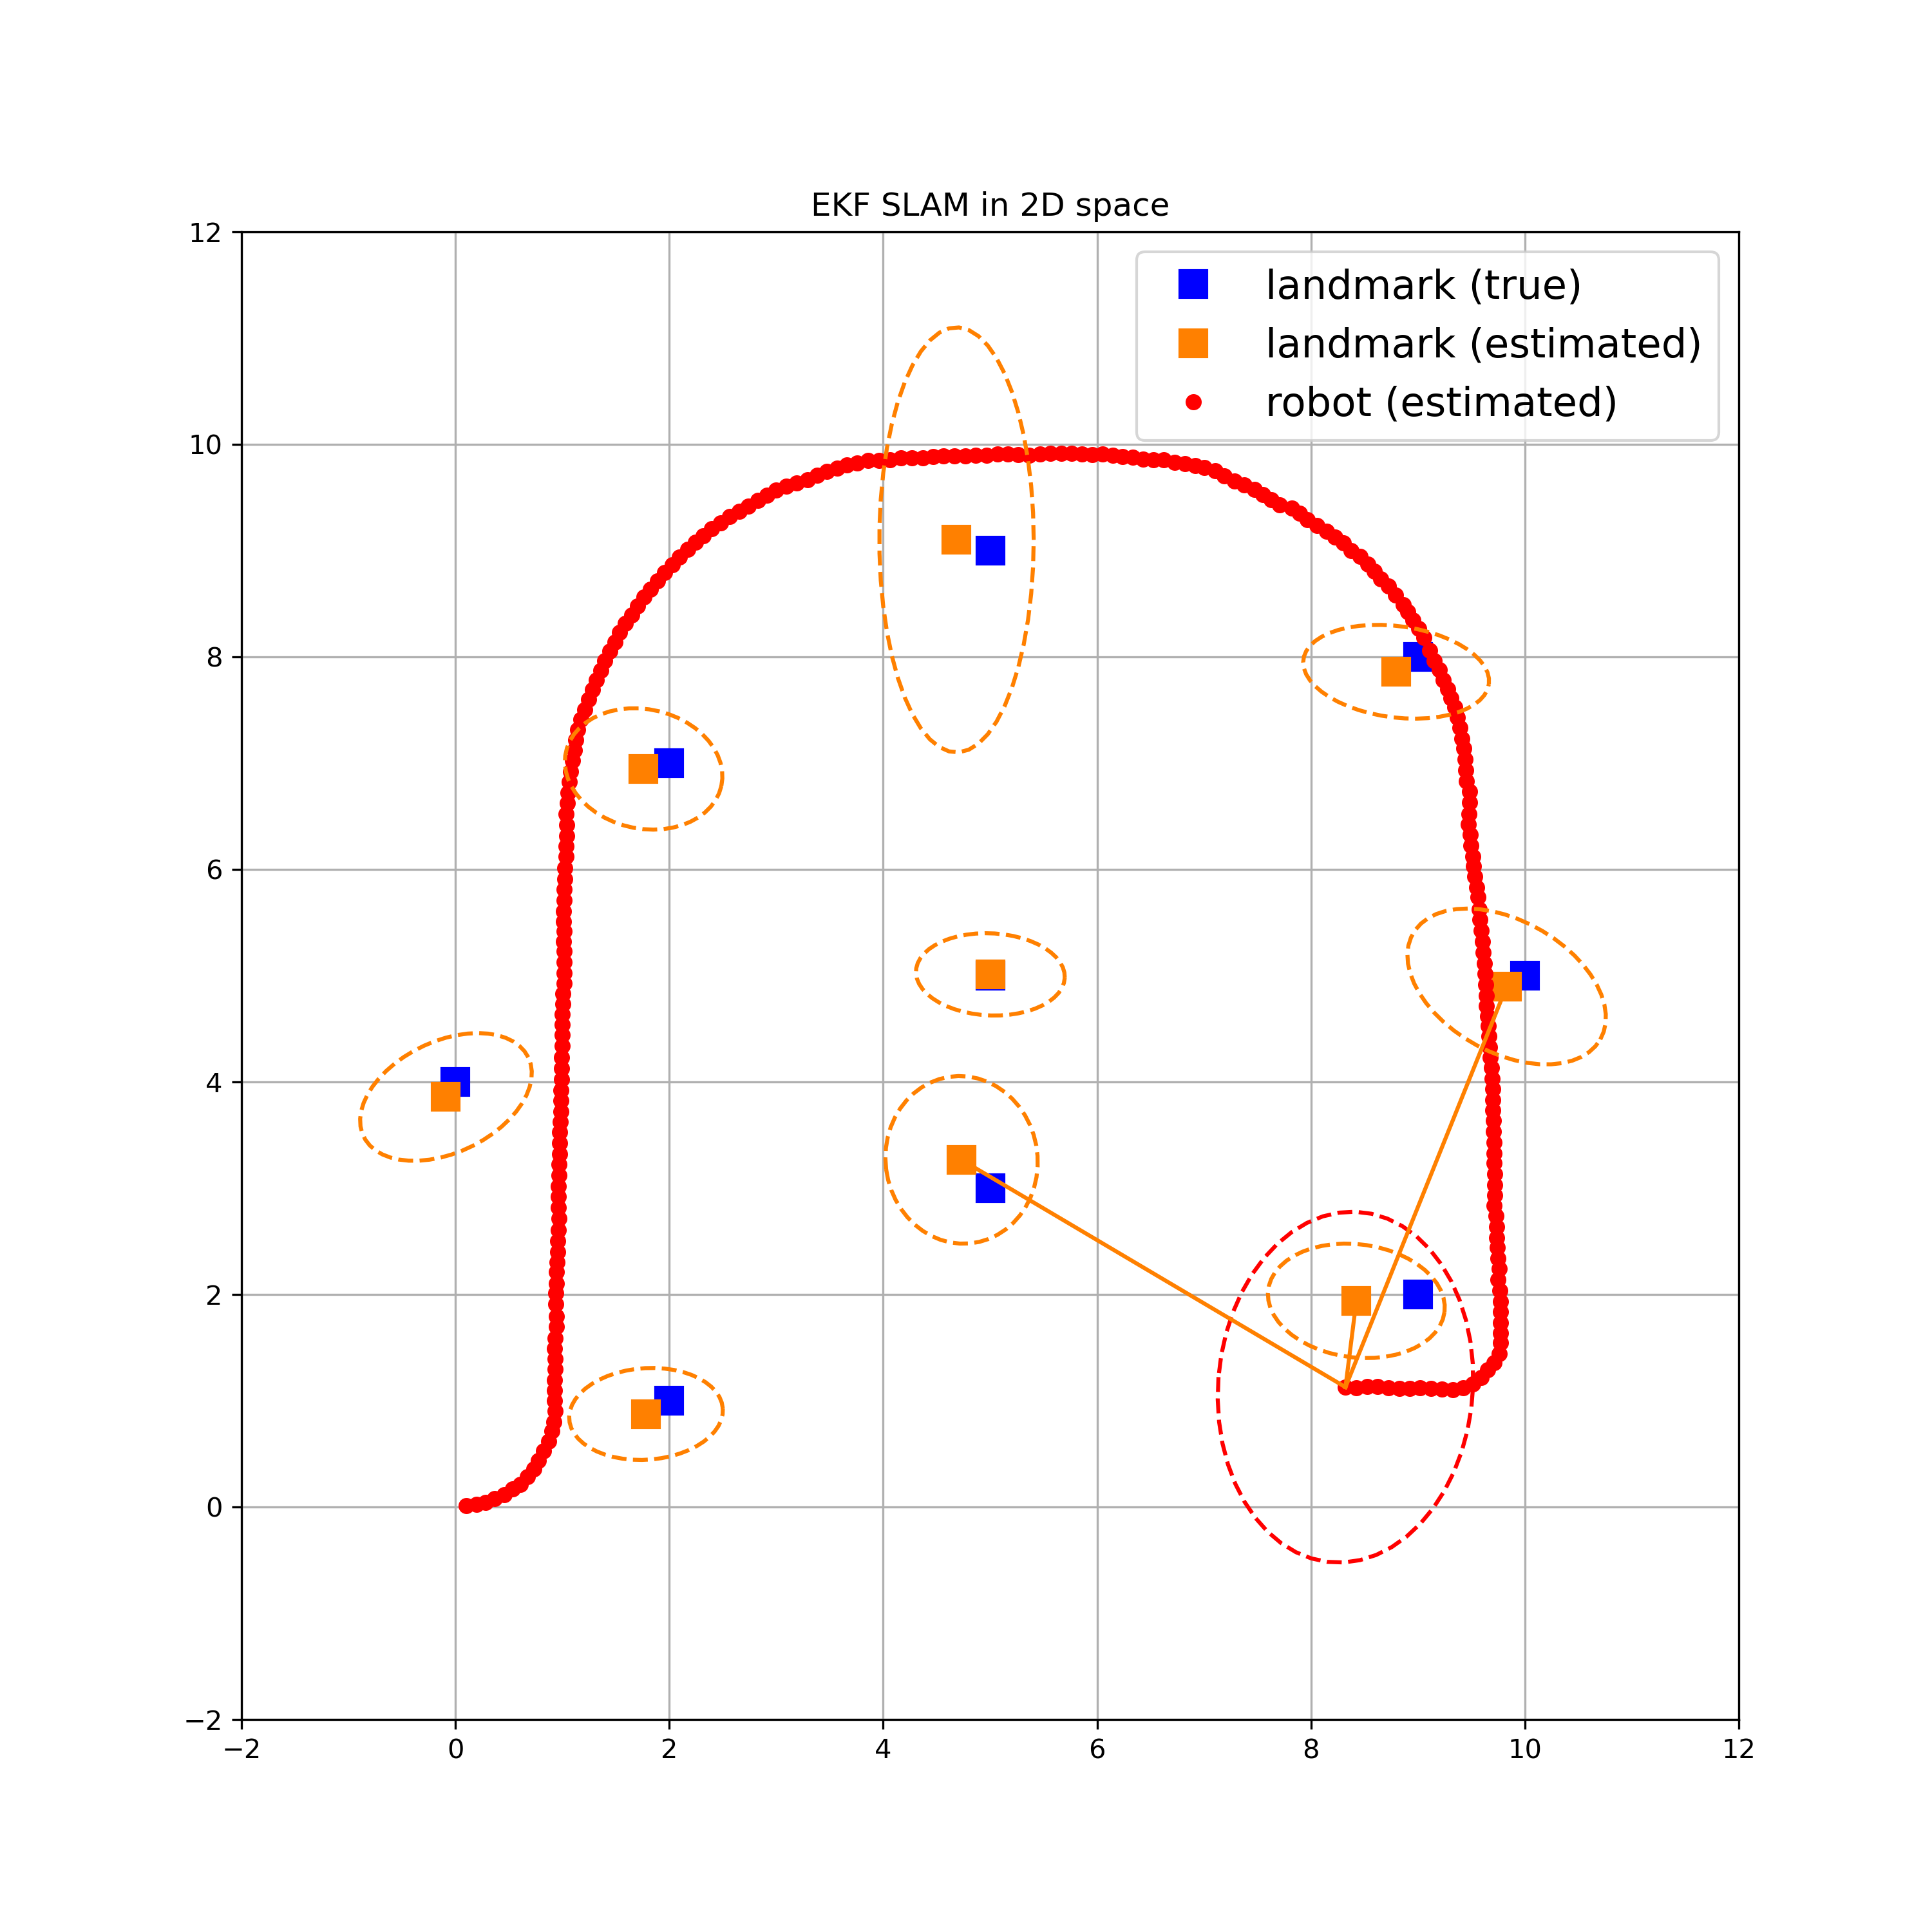 EKF SLAM in 2D space
12
landmark (true)
landmark (estimated)
robot (estimated)
10
8
6
4
2
0
−2
−2 0 2 4 6 8 10 12